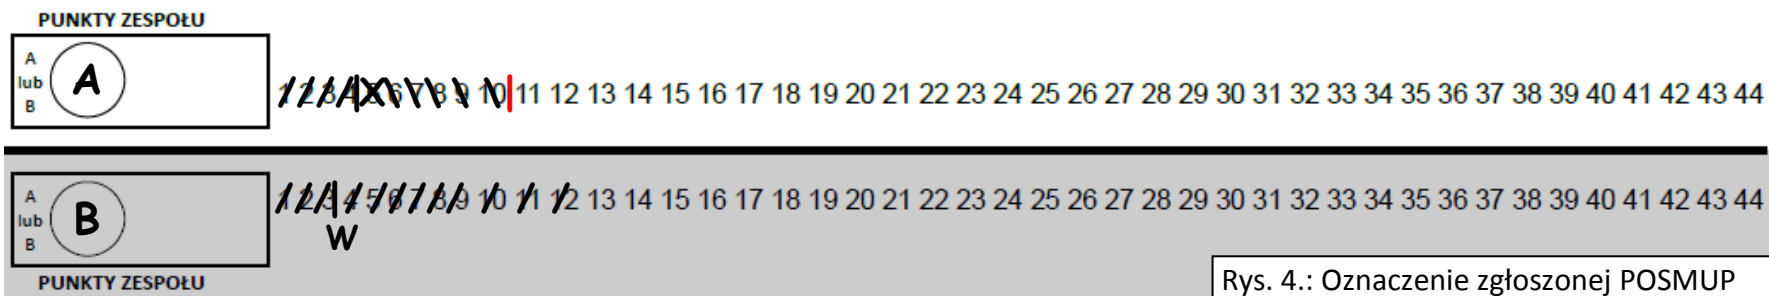 PUNKTY ZESPOŁU
A
lub
B
A
1 2 3 4 5 6 7 8 9 10 11 12 13 14 15 16 17 18 19 20 21 22 23 24 25 26 27 28 29 30 31 32 33 34 35 36 37 38 39 40 41 42 43 44
A
lub
B
B
1 2 3 4 5 6 7 8 9 10 11 12 13 14 15 16 17 18 19 20 21 22 23 24 25 26 27 28 29 30 31 32 33 34 35 36 37 38 39 40 41 42 43 44
W
PUNKTY ZESPOŁU
Rys. 4.: Oznaczenie zgłoszonej POSMUP